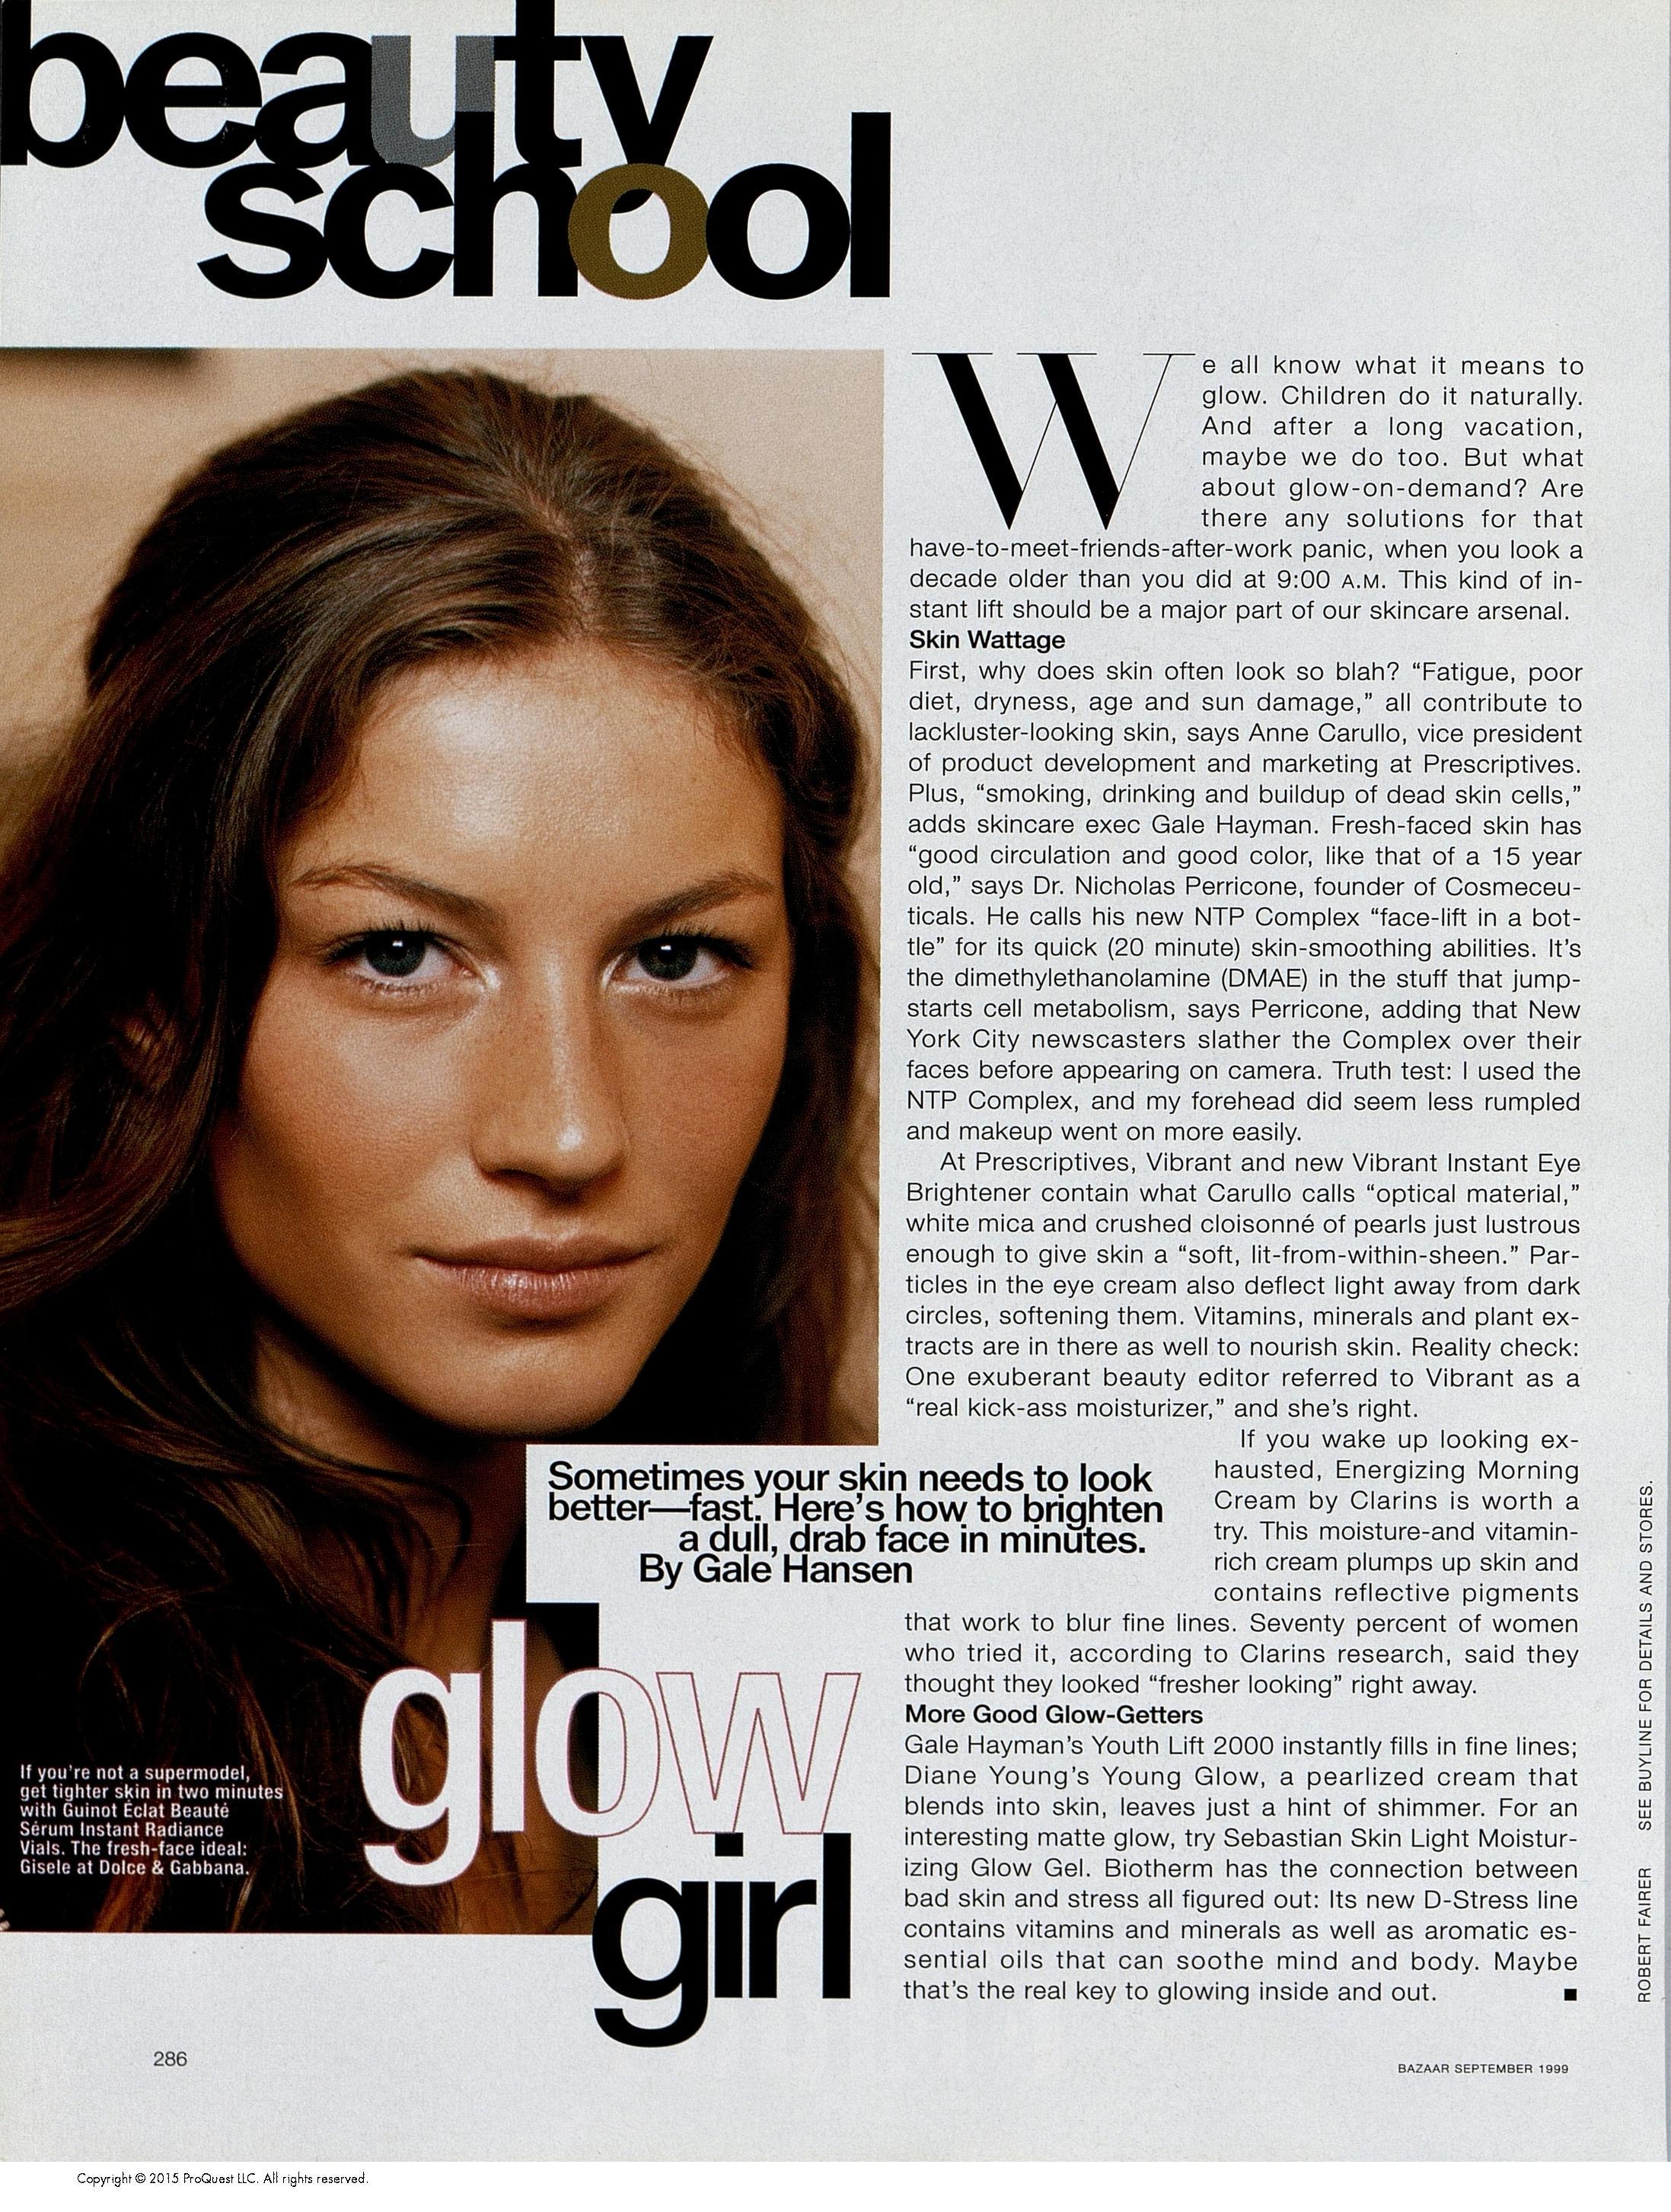 beauty
school
We all know what it means to
glow. Children do it naturally.
And after a long vacation,
maybe we do too. But what
about glow-on-demand? Are
there any solutions for that
have-to-meet-friends-after-work panic, when you look a
decade older than you did at 9:00 A.M. This kind of in-
stant lift should be a major part of our skincare arsenal.
Skin Wattage
First, why does skin often look so blah? “Fatigue, poor
diet, dryness, age and sun damage,” all contribute to
lackluster-looking skin, says Anne Carullo, vice president
of product development and marketing at Prescriptives.
Plus, “smoking, drinking and buildup of dead skin cells,”
adds skincare exec Gale Hayman. Fresh-faced skin has
“good circulation and good color, like that of a 15 year
old,” says Dr. Nicholas Perricone, founder of Cosmeceu-
ticals. He calls his new NTP Complex “face-lift in a bot-
tle” for its quick (20 minute) skin-smoothing abilities. It’s
the dimethylethanolamine (DMAE) in the stuff that jump-
starts cell metabolism, says Perricone, adding that New
York City newscasters slather the Complex over their
faces before appearing on camera. Truth test: I used the
NTP Complex, and my forehead did seem less rumpled
and makeup went on more easily.
At Prescriptives, Vibrant and new Vibrant Instant Eye
Brightener contain what Carullo calls “optical material,”
white mica and crushed cloisonné of pearls just lustrous
enough to give skin a “soft, lit-from-within-sheen.” Par-
ticles in the eye cream also deflect light away from dark
circles, softening them. Vitamins, minerals and plant ex-
tracts are in there as well to nourish skin. Reality check:
One exuberant beauty editor referred to Vibrant as a
“real kick-ass moisturizer,” and she’s right.
If you wake up looking ex-
hausted, Energizing Morning
Cream by Clarins is worth a
try. This moisture-and vitamin-
rich cream plumps up skin and
contains reflective pigments
that work to blur fine lines. Seventy percent of women
who tried it, according to Clarins research, said they
thought they looked “fresher looking” right away.
More Good Glow-Getters
Gale Hayman’s Youth Lift 2000 instantly fills in fine lines;
Diane Young’s Young Glow, a pearlized cream that
blends into skin, leaves just a hint of shimmer. For an
interesting matte glow, try Sebastian Skin Light Moistur-
izing Glow Gel. Biotherm has the connection between
bad skin and stress all figured out: Its new D-Stress line
contains vitamins and minerals as well as aromatic es-
sential oils that can soothe mind and body. Maybe
that’s the real key to glowing inside and out. ■
Sometimes your skin needs to look
better—fast. Here’s how to brighten
a dull, drab face in minutes.
By Gale Hansen
glow
girl
If you’re not a supermodel,
get tighter skin in two minutes
with Guinot Éclat Beauté
Sérum Instant Radiance
Vials. The fresh-face ideal:
Gisele at Dolce & Gabbana.
ROBERT FAIRER SEE BUYLINE FOR DETAILS AND STORES.
286
BAZAAR SEPTEMBER 1999
Copyright © 2015 ProQuest LLC. All rights reserved.